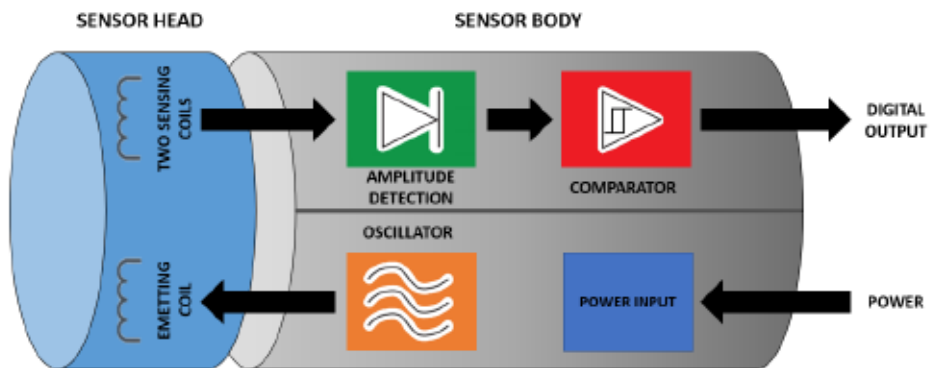 SENSOR HEAD
SENSOR BODY
TWO SENSING
COILS
AMPLITUDE
DETECTION
COMPARATOR
DIGITAL
OUTPUT
EMETTING
COIL
OSCILLATOR
POWER INPUT
POWER